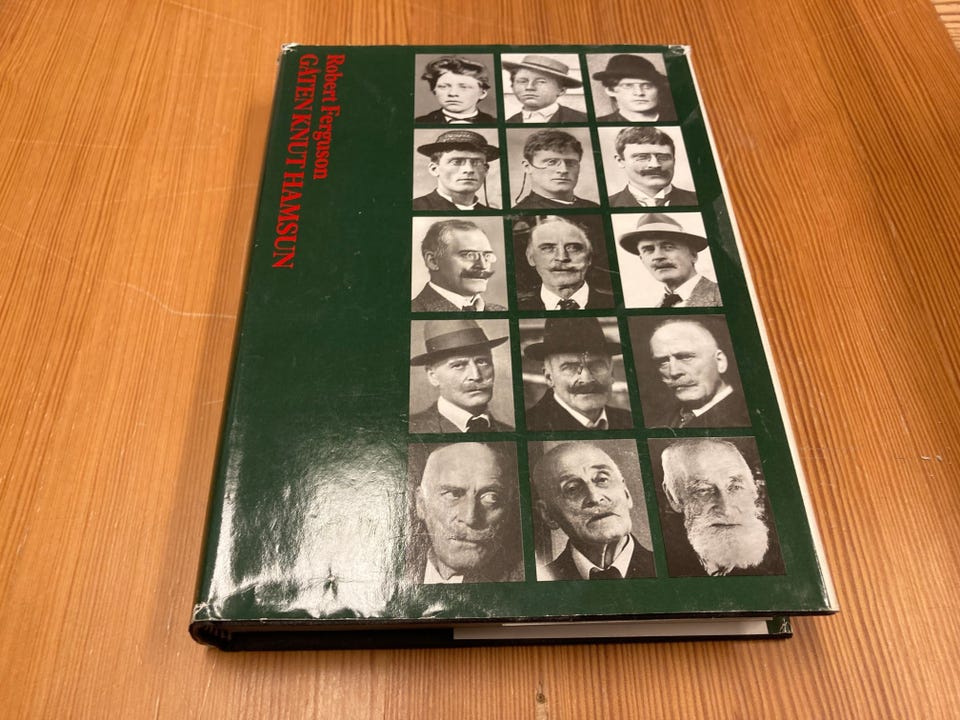 Robert Ferguson
GÅTEN KNUT HAMSUN